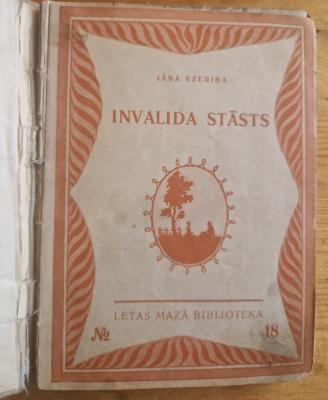 JĀŅA EZERIŅA
INVALIDA STĀSTS
LETAS MAZĀ BIBLIOTEKA
№ 18